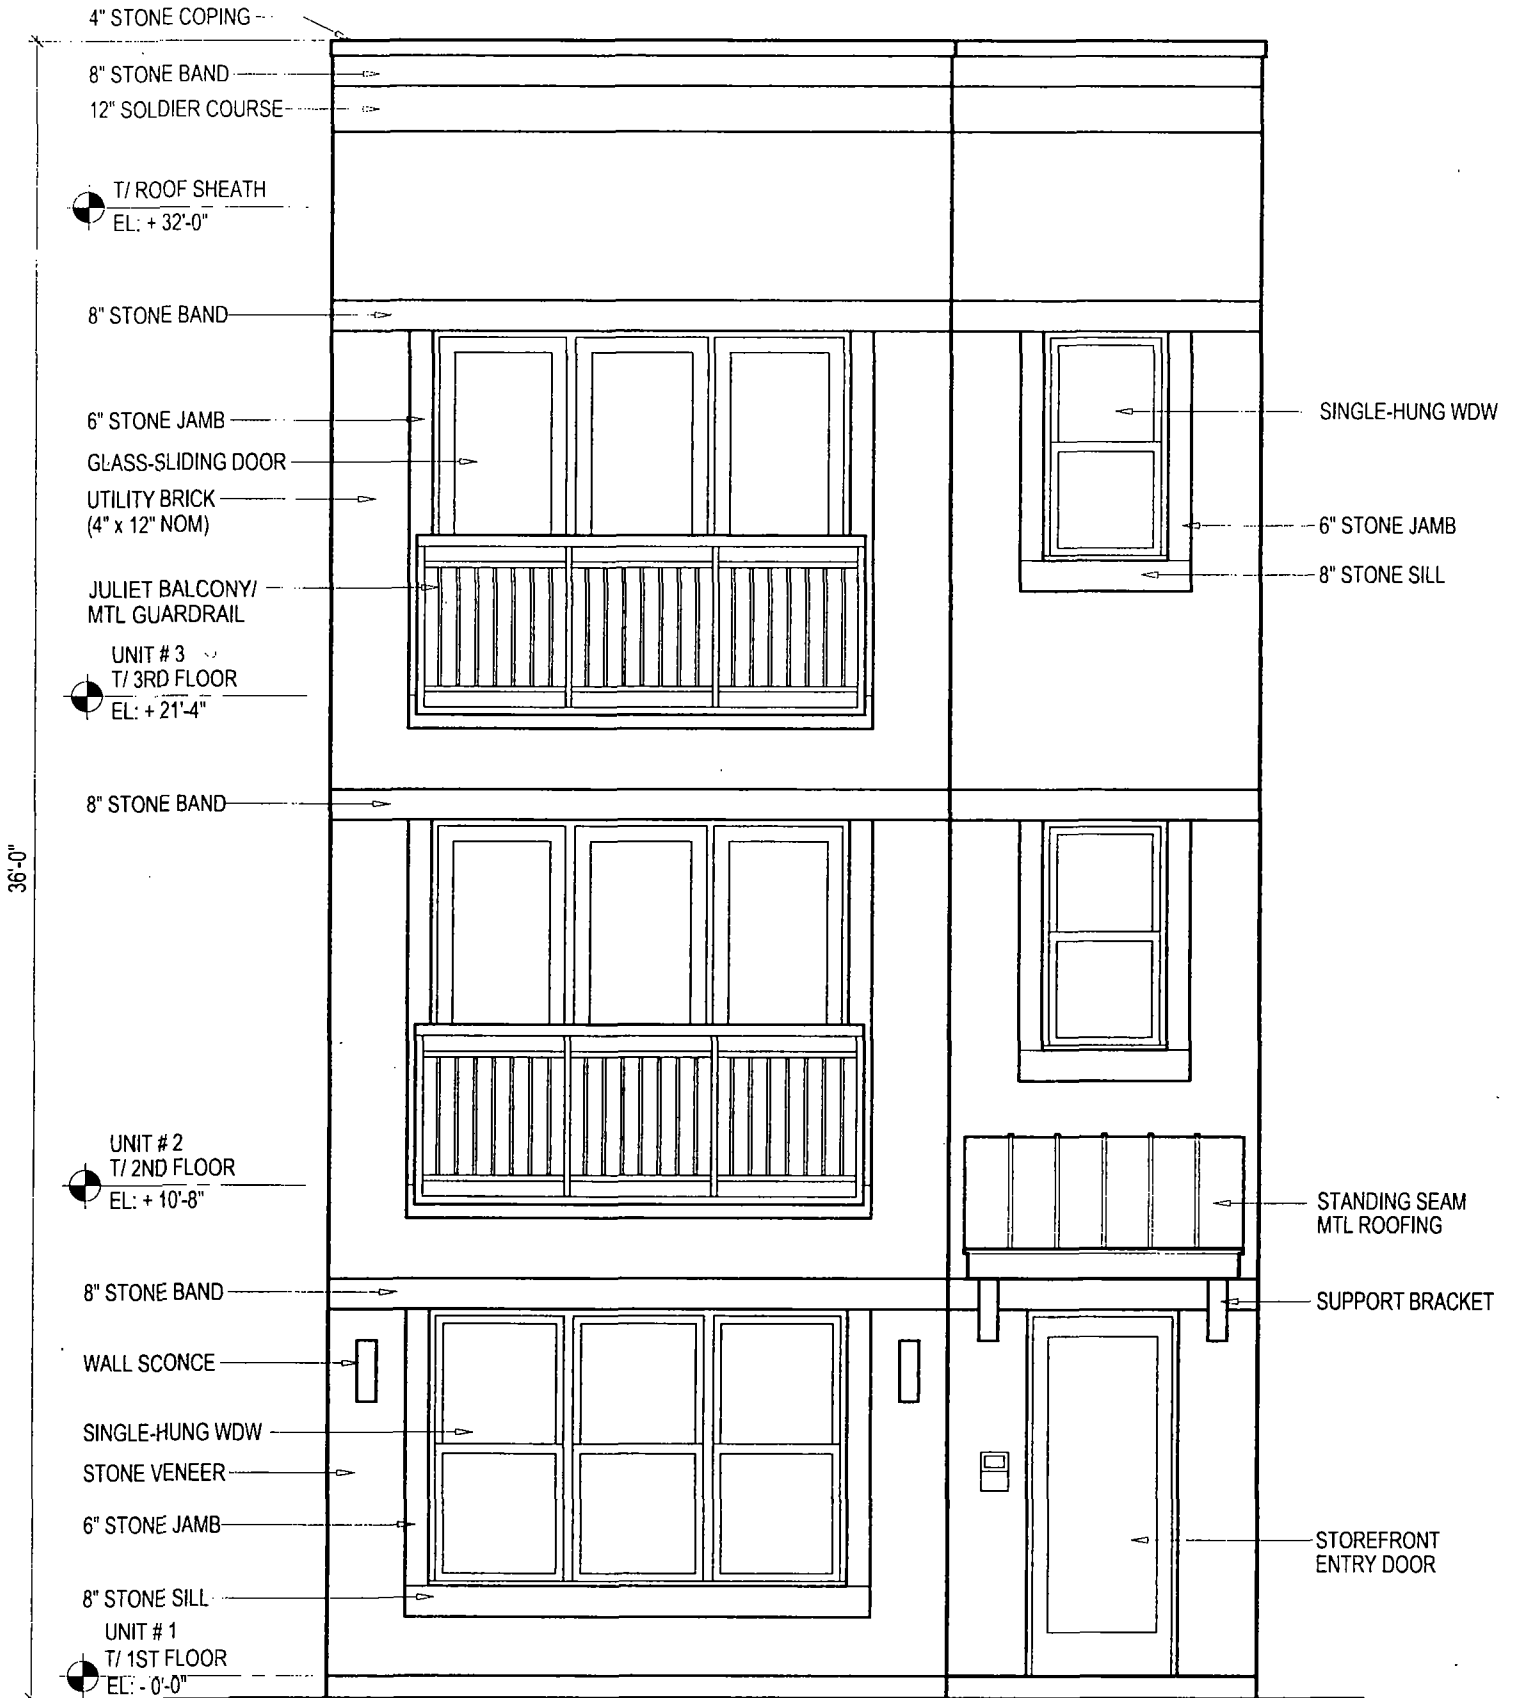 4" STONE COPING
8" STONE BAND
12" SOLDIER COURSE
T/ ROOF SHEATH
EL: + 32'-0"
8" STONE BAND
6" STONE JAMB
GLASS-SLIDING DOOR
UTILITY BRICK
(4" x 12" NOM)
JULIET BALCONY/
MTL GUARDRAIL
UNIT # 3
T/ 3RD FLOOR
EL: + 21'-4"
8" STONE BAND
36'-0"
UNIT # 2
T/ 2ND FLOOR
EL: + 10'-8"
8" STONE BAND
WALL SCONCE
SINGLE-HUNG WDW
STONE VENEER
6" STONE JAMB
8" STONE SILL
UNIT # 1
T/ 1ST FLOOR
EL: - 0'-0"
SINGLE-HUNG WDW
6" STONE JAMB
8" STONE SILL
STANDING SEAM
MTL ROOFING
SUPPORT BRACKET
STOREFRONT
ENTRY DOOR